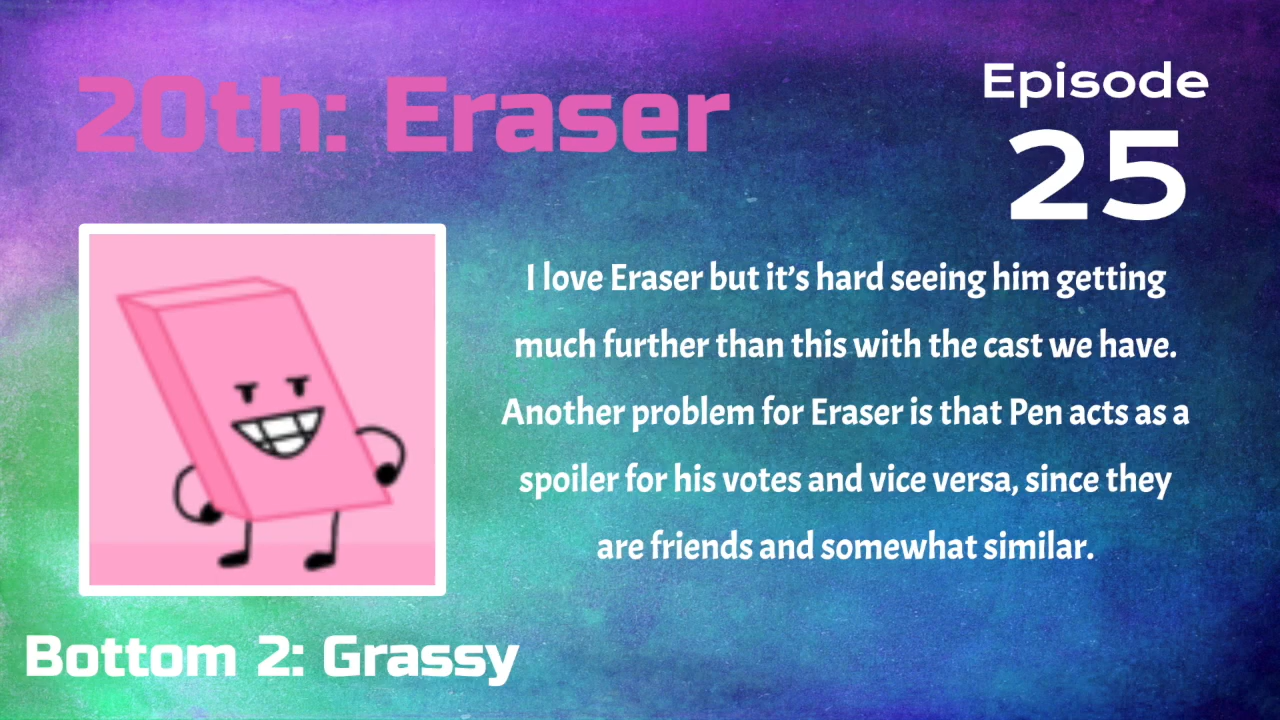 20th: Eraser
Episode
25
I love Eraser but it’s hard seeing him getting
much further than this with the cast we have.
Another problem for Eraser is that Pen acts as a
spoiler for his votes and vice versa, since they
are friends and somewhat similar.
Bottom 2: Grassy